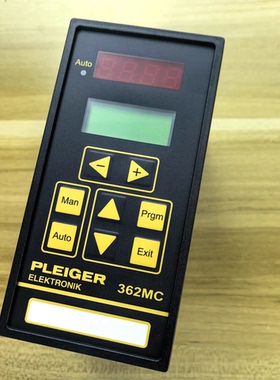 Auto
- +
Man Prgm
Auto Exit
PLEIGER
ELEKTRONIK 362MC